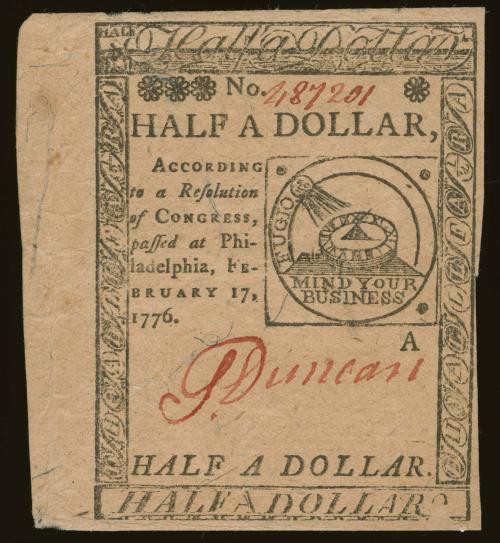 HALF
Half a Dollar
No. 487201
HALF A DOLLAR,
ACCORDING
to a Reſolution
of CONGRESS,
paſſed at Phi-
ladelphia, FE-
BRUARY 17,
1776.
FUGIO
MIND YOUR
BUSINESS
A
Duncan
HALF A DOLLAR.
HALF A DOLLAR